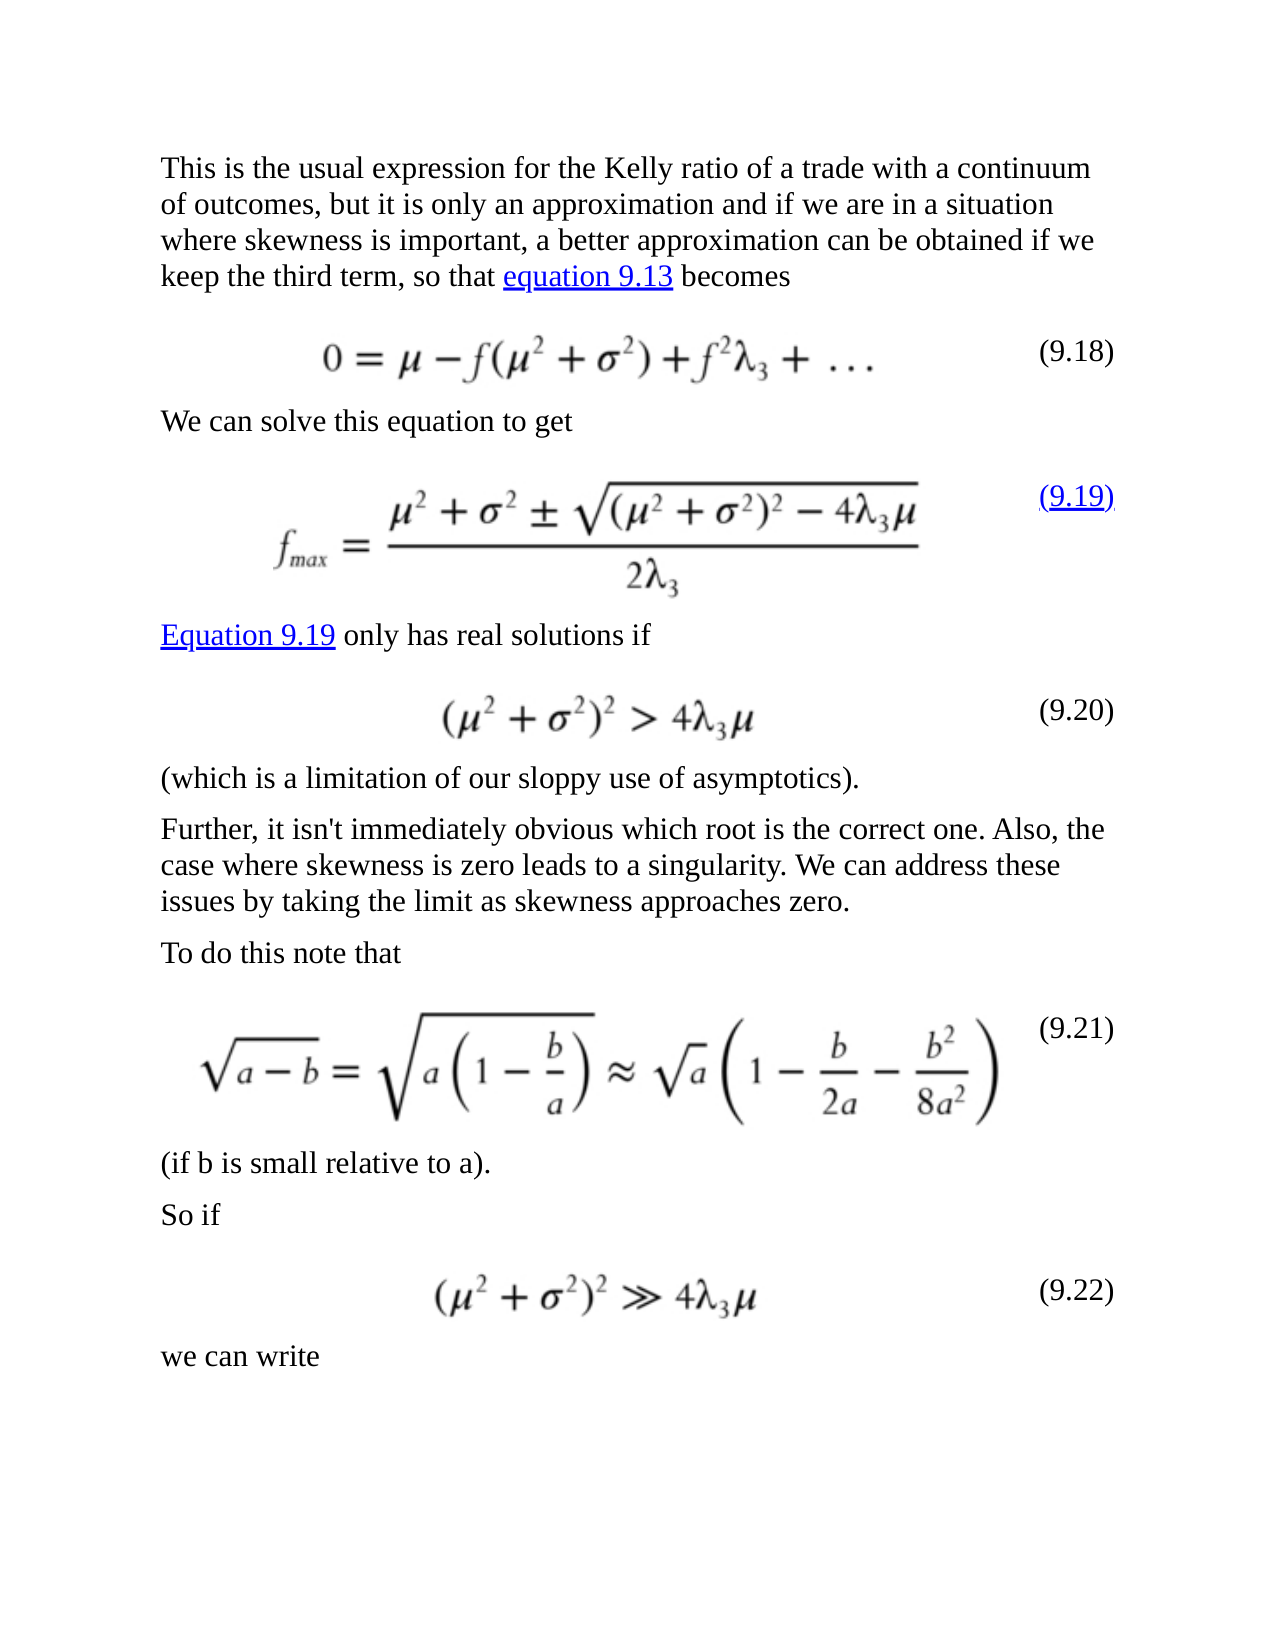 This is the usual expression for the Kelly ratio of a trade with a continuum
of outcomes, but it is only an approximation and if we are in a situation
where skewness is important, a better approximation can be obtained if we
keep the third term, so that equation 9.13 becomes
0 = μ − f(μ² + σ²) + f²λ₃ + … (9.18)
We can solve this equation to get
f_max = (μ² + σ² ± √((μ² + σ²)² − 4λ₃μ)) / (2λ₃) (9.19)
Equation 9.19 only has real solutions if
(μ² + σ²)² > 4λ₃μ (9.20)
(which is a limitation of our sloppy use of asymptotics).
Further, it isn't immediately obvious which root is the correct one. Also, the
case where skewness is zero leads to a singularity. We can address these
issues by taking the limit as skewness approaches zero.
To do this note that
√(a − b) = √(a(1 − b/a)) ≈ √a (1 − b/2a − b²/8a²) (9.21)
(if b is small relative to a).
So if
(μ² + σ²)² ≫ 4λ₃μ (9.22)
we can write